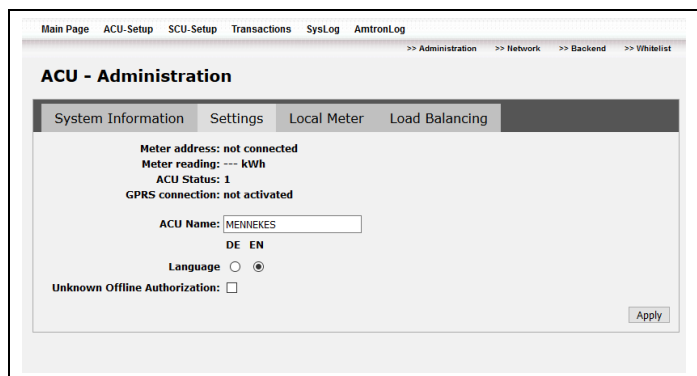 Main Page ACU-Setup SCU-Setup Transactions SysLog AmtronLog
>> Administration >> Network >> Backend >> Whitelist
ACU - Administration
System Information Settings Local Meter Load Balancing
Meter address: not connected
Meter reading: --- kWh
ACU Status: 1
GPRS connection: not activated
ACU Name: MENNEKES
DE EN
Language
Unknown Offline Authorization:
Apply